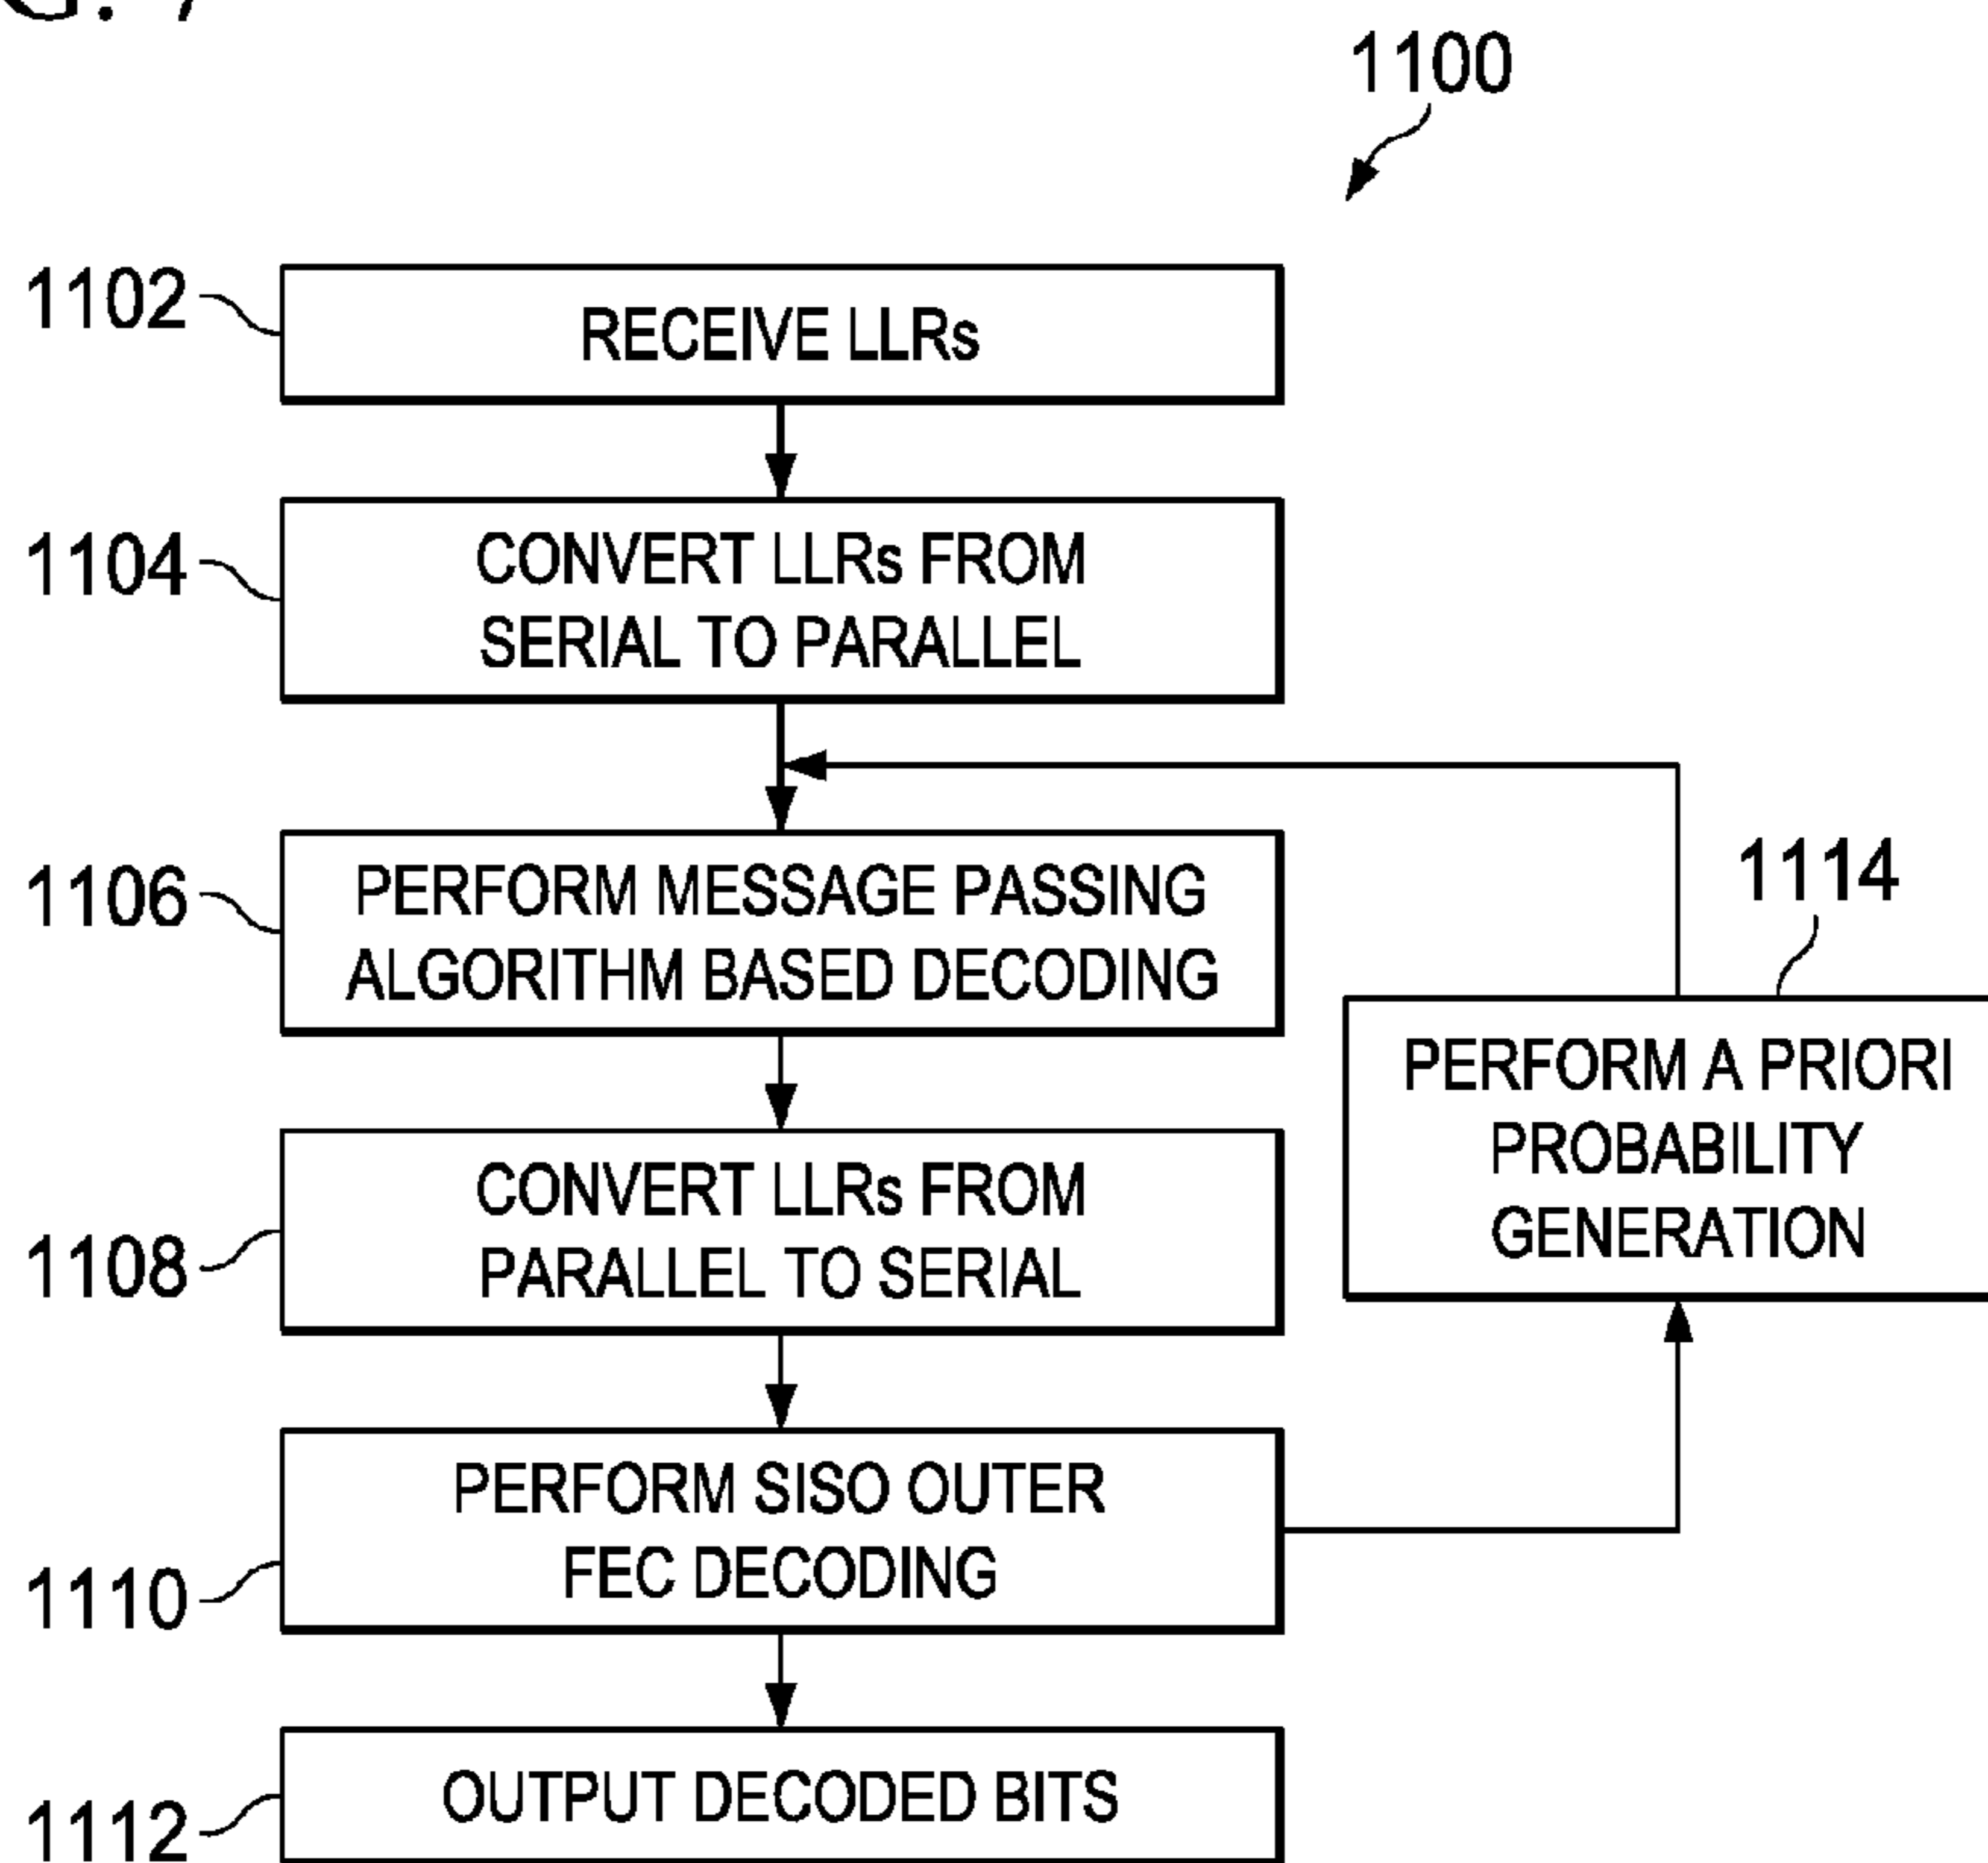 1100
1102
RECEIVE LLRs
1104
CONVERT LLRs FROM
SERIAL TO PARALLEL
1106
PERFORM MESSAGE PASSING
ALGORITHM BASED DECODING
1114
PERFORM A PRIORI
PROBABILITY
GENERATION
1108
CONVERT LLRs FROM
PARALLEL TO SERIAL
1110
PERFORM SISO OUTER
FEC DECODING
1112
OUTPUT DECODED BITS